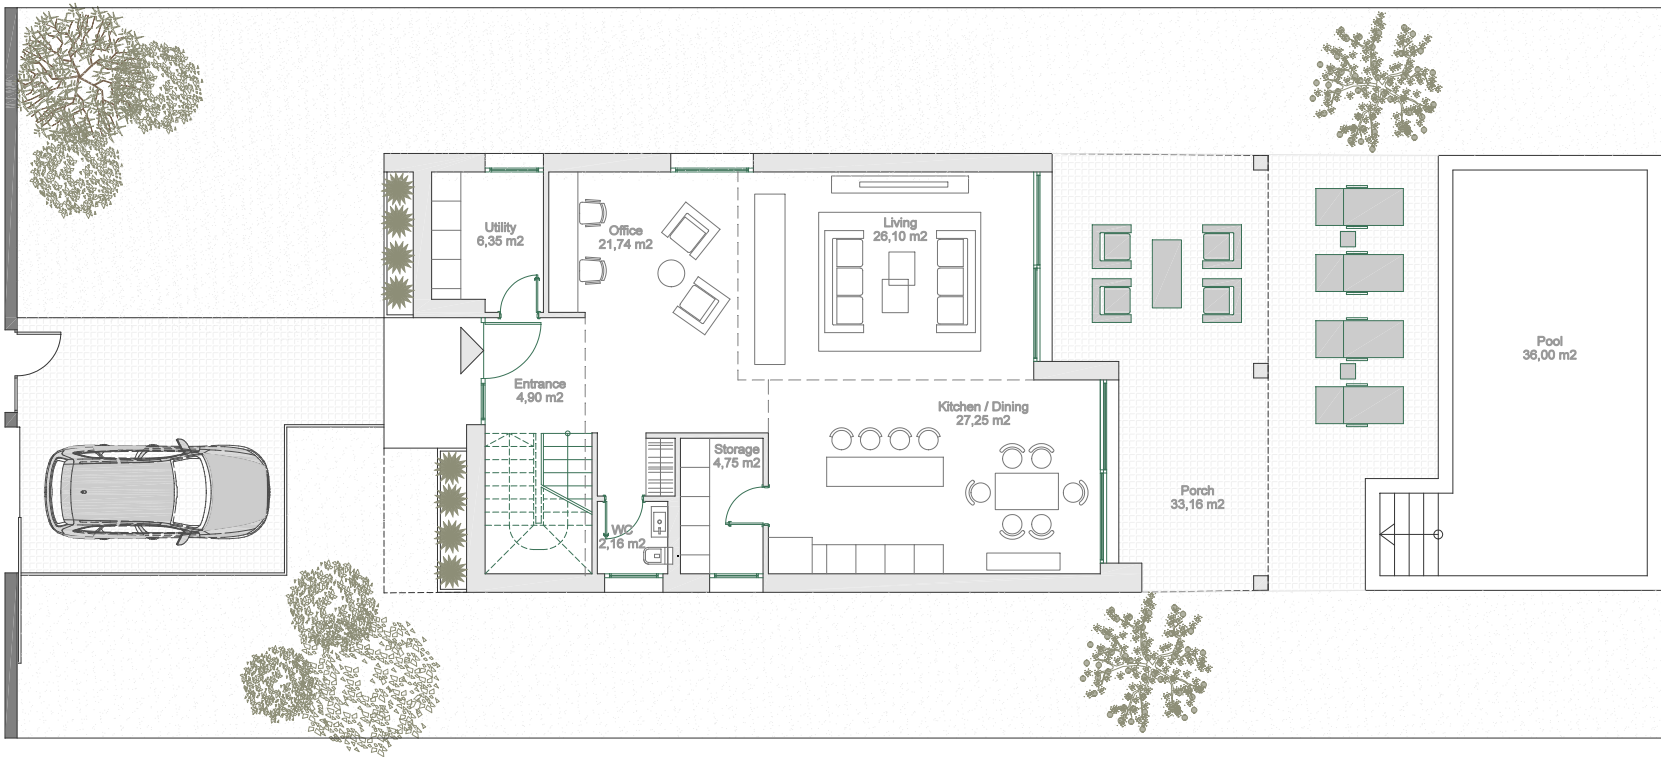 Utility
6,35 m2
Office
21,74 m2
Living
26,10 m2
Entrance
4,90 m2
Kitchen / Dining
27,25 m2
Storage
4,75 m2
WC
2,16 m2
Porch
33,16 m2
Pool
36,00 m2